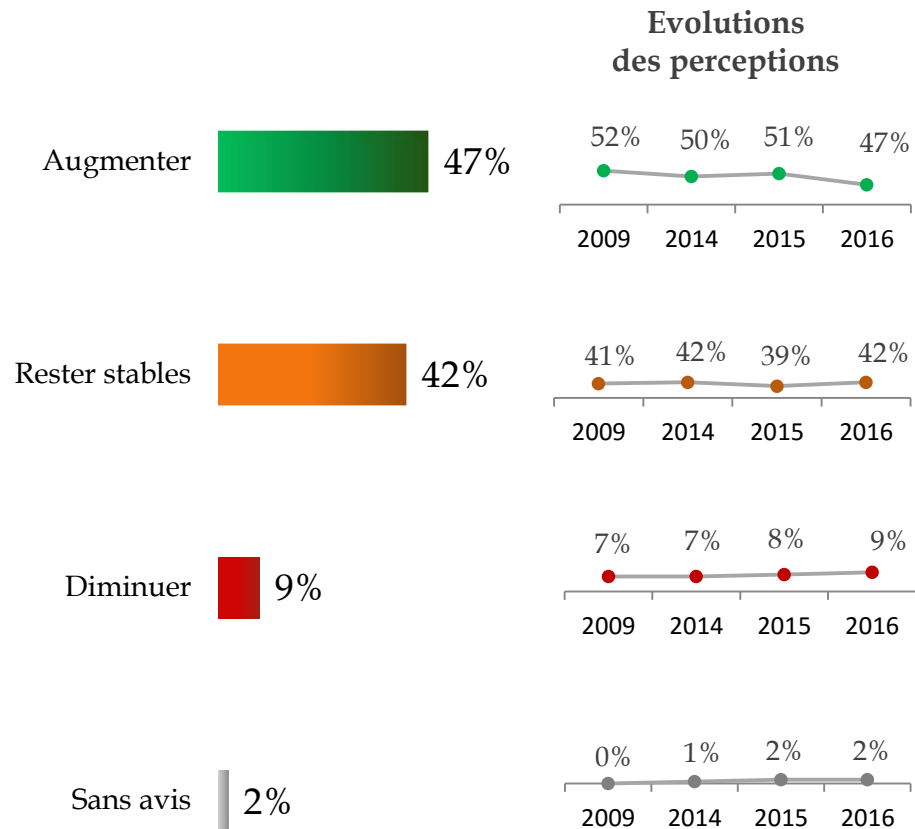 Evolutions
des perceptions
Augmenter
47%
52% 50% 51% 47%
2009 2014 2015 2016
Rester stables
42%
41% 42% 39% 42%
2009 2014 2015 2016
Diminuer
9%
7% 7% 8% 9%
2009 2014 2015 2016
Sans avis
2%
0% 1% 2% 2%
2009 2014 2015 2016